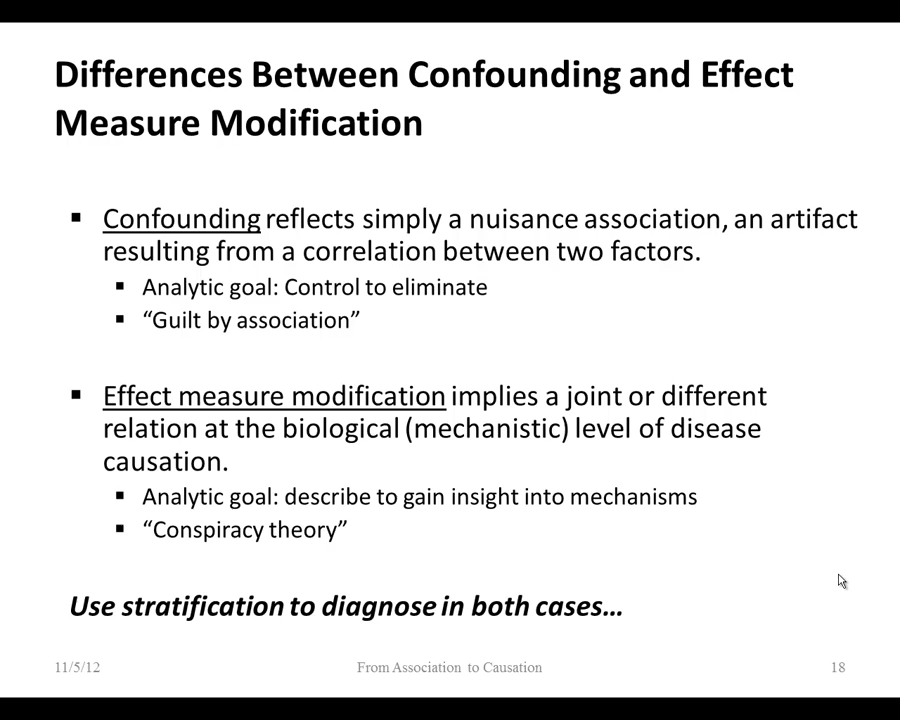 Differences Between Confounding and Effect
Measure Modification
▪ Confounding reflects simply a nuisance association, an artifact
resulting from a correlation between two factors.
▪ Analytic goal: Control to eliminate
▪ “Guilt by association”
▪ Effect measure modification implies a joint or different
relation at the biological (mechanistic) level of disease
causation.
▪ Analytic goal: describe to gain insight into mechanisms
▪ “Conspiracy theory”
Use stratification to diagnose in both cases…
11/5/12 From Association to Causation 18